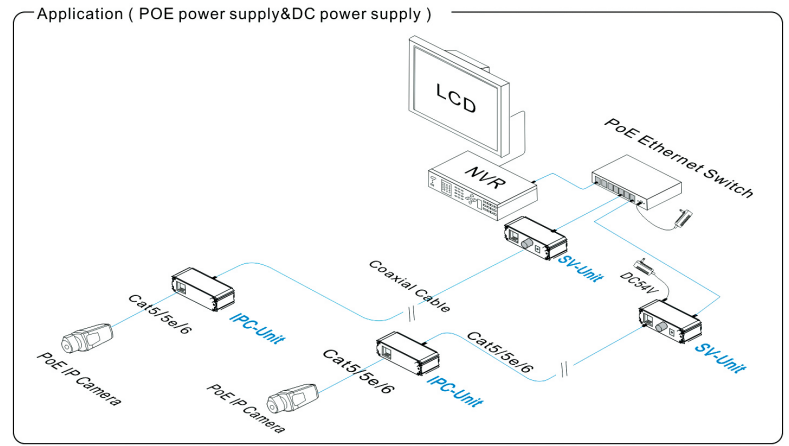 Application ( POE power supply&DC power supply )
LCD
PoE Ethernet Switch
NVR
SV-Unit
Coaxial Cable
DC54V
Cat5/5e/6
IPC-Unit
Cat5/5e/6
SV-Unit
PoE IP Camera
Cat5/5e/6
IPC-Unit
PoE IP Camera